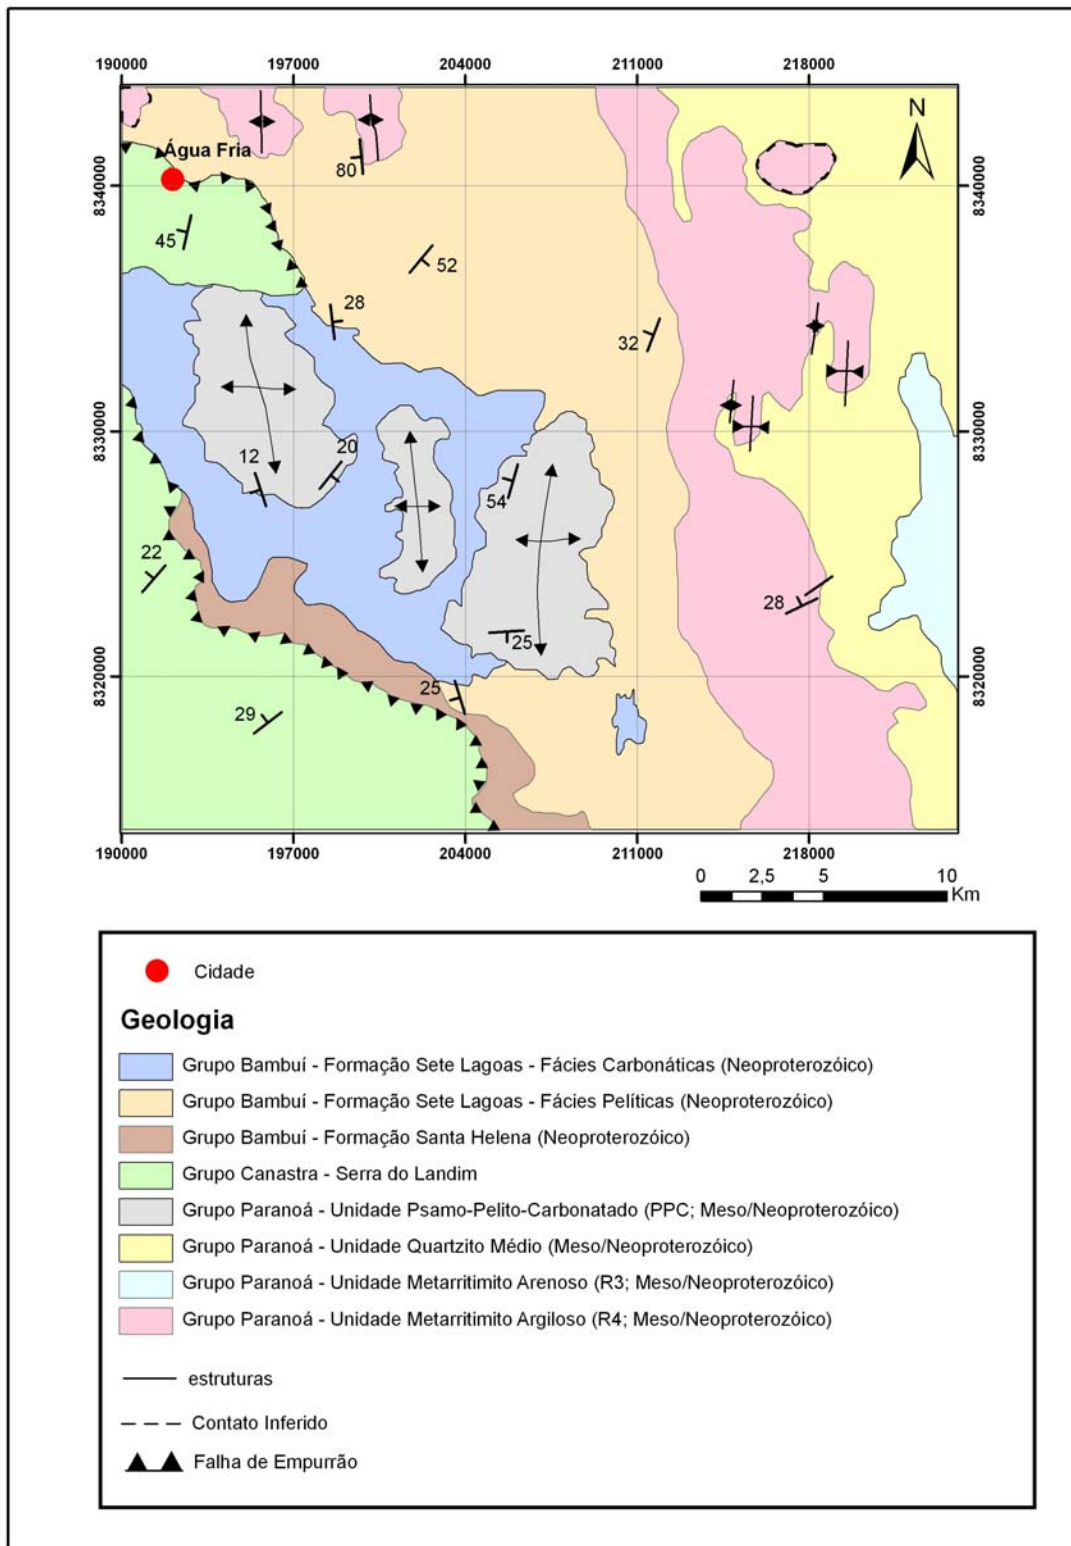 190000 197000 204000 211000 218000
N
Água Fria
8340000 8340000
80
45
52
28
32
8330000 8330000
20
12
54
22
28
25
8320000 8320000
25
29
190000 197000 204000 211000 218000
0 2,5 5 10
Km
Cidade
Geologia
Grupo Bambuí - Formação Sete Lagoas - Fácies Carbonáticas (Neoproterozóico)
Grupo Bambuí - Formação Sete Lagoas - Fácies Pelíticas (Neoproterozóico)
Grupo Bambuí - Formação Santa Helena (Neoproterozóico)
Grupo Canastra - Serra do Landim
Grupo Paranoá - Unidade Psamo-Pelito-Carbonatado (PPC; Meso/Neoproterozóico)
Grupo Paranoá - Unidade Quartzito Médio (Meso/Neoproterozóico)
Grupo Paranoá - Unidade Metarritimito Arenoso (R3; Meso/Neoproterozóico)
Grupo Paranoá - Unidade Metarritimito Argiloso (R4; Meso/Neoproterozóico)
estruturas
Contato Inferido
Falha de Empurrão